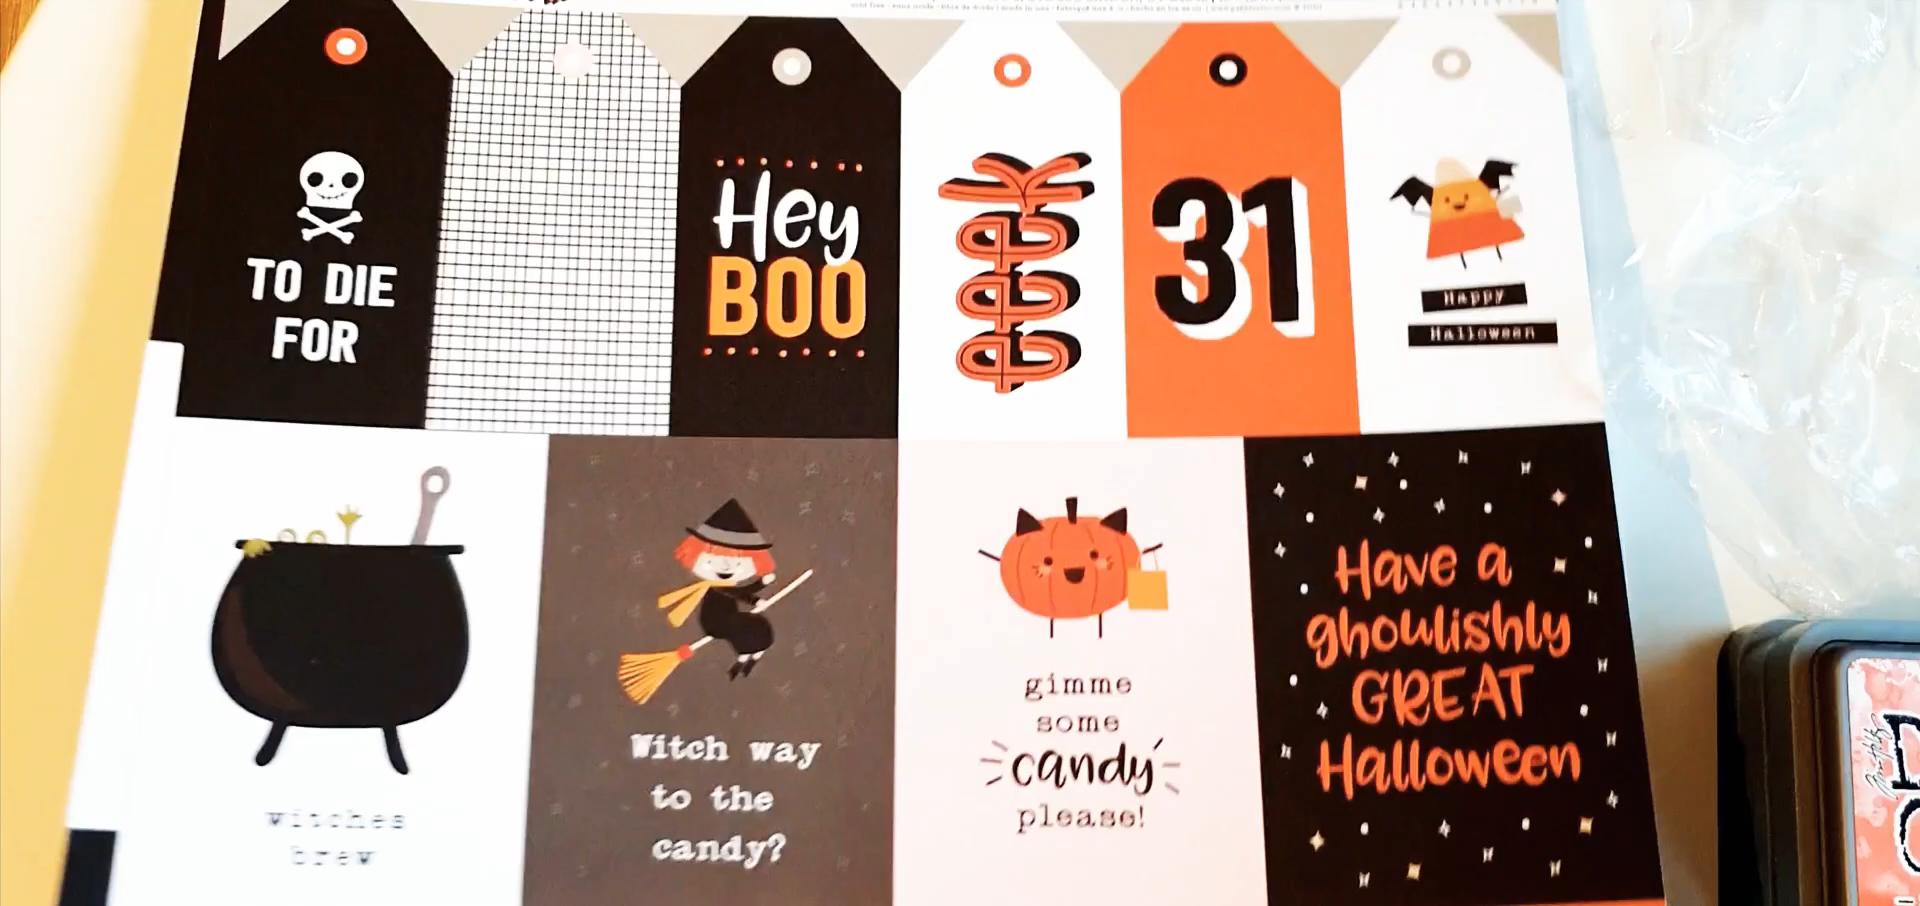 TO DIE
FOR
Hey
BOO
eeek
31
Happy
Halloween
witches
brew
Witch way
to the
candy?
gimme
some
candy
please!
Have a
ghoulishly
GREAT
Halloween